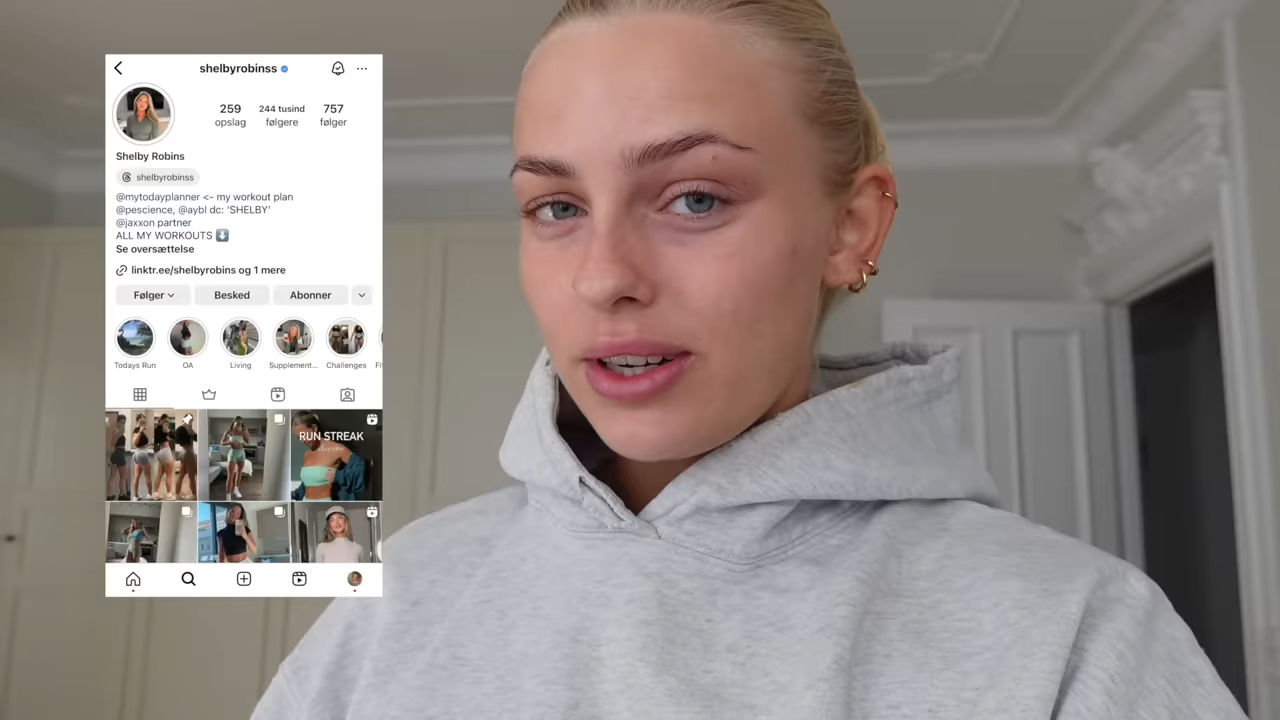 shelbyrobinss
259
244 tusind
757
opslag
følgere
følger
Shelby Robins
shelbyrobinss
@mytodayplanner <- my workout plan
@pescience, @aybl dc: ‘SHELBY’
@jaxxon partner
ALL MY WORKOUTS ⬇️
Se oversættelse
linktr.ee/shelbyrobins og 1 mere
Følger
Besked
Abonner
Todays Run
OA
Living
Supplement...
Challenges
RUN STREAK